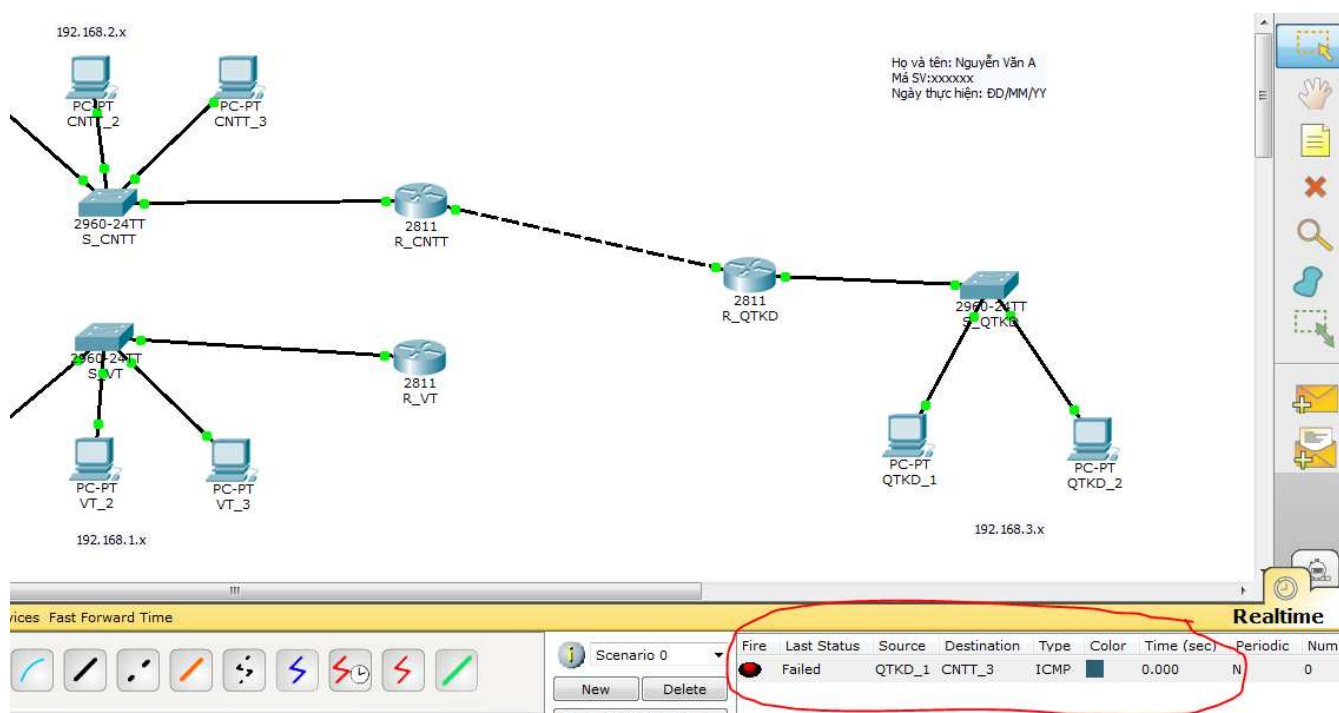 192.168.2.x
PC-PT
CNTT_2
PC-PT
CNTT_3
Họ và tên: Nguyễn Văn A
Mã SV:xxxxxx
Ngày thực hiện: ĐD/MM/YY
2960-24TT
S_CNTT
2811
R_CNTT
2811
R_QTKD
2960-24TT
S_QTKD
2960-24TT
S_VT
2811
R_VT
PC-PT
VT_2
PC-PT
VT_3
PC-PT
QTKD_1
PC-PT
QTKD_2
192.168.1.x
192.168.3.x
vices Fast Forward Time
Realtime
Scenario 0
New Delete
Fire Last Status Source Destination Type Color Time (sec) Periodic Num
Failed QTKD_1 CNTT_3 ICMP 0.000 N 0